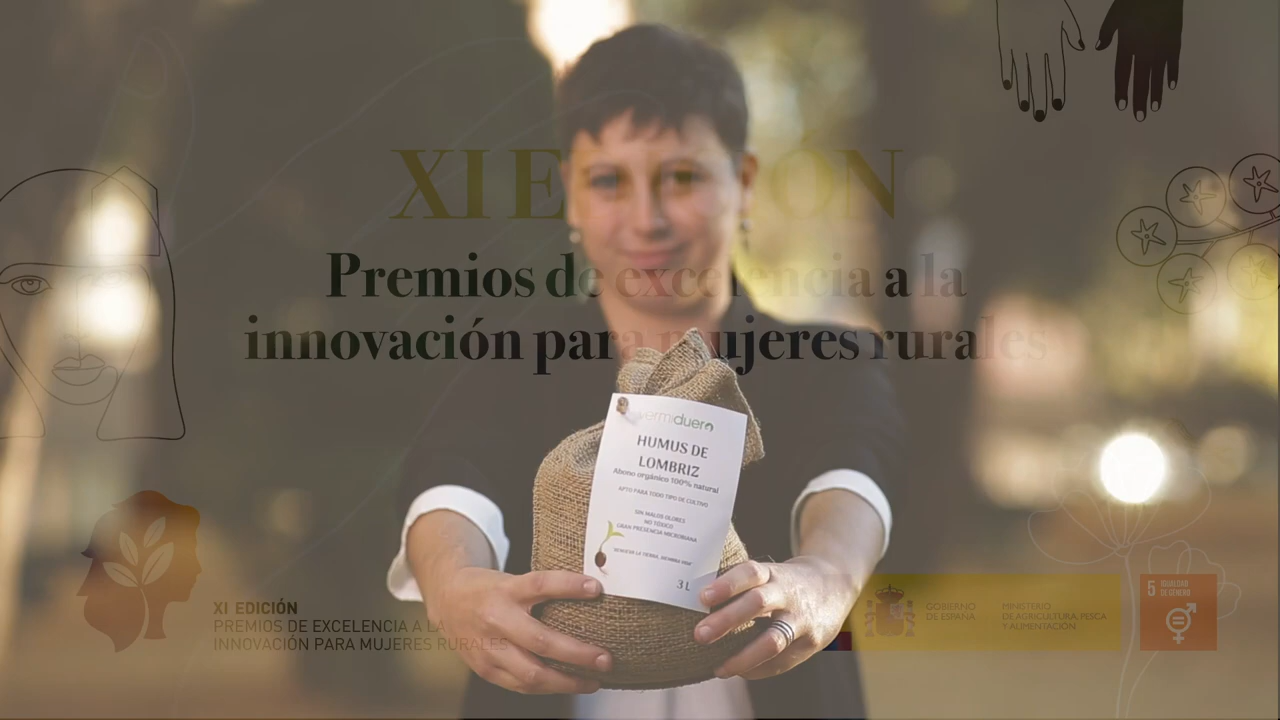 XI EDICIÓN
Premios de excelencia a la
innovación para mujeres rurales
vermiduero
HUMUS DE
LOMBRIZ
Abono orgánico 100% natural
APTO PARA TODO TIPO DE CULTIVO
SIN MALOS OLORES
NO TÓXICO
GRAN PRESENCIA MICROBIANA
3 L
XI EDICIÓN
PREMIOS DE EXCELENCIA A LA
INNOVACIÓN PARA MUJERES RURALES
GOBIERNO
DE ESPAÑA
MINISTERIO
DE AGRICULTURA, PESCA
Y ALIMENTACIÓN
5 IGUALDAD
DE GÉNERO